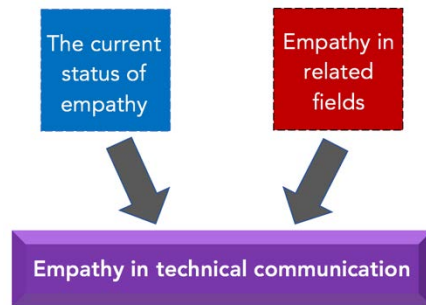 The current
status of
empathy
Empathy in
related
fields
Empathy in technical communication